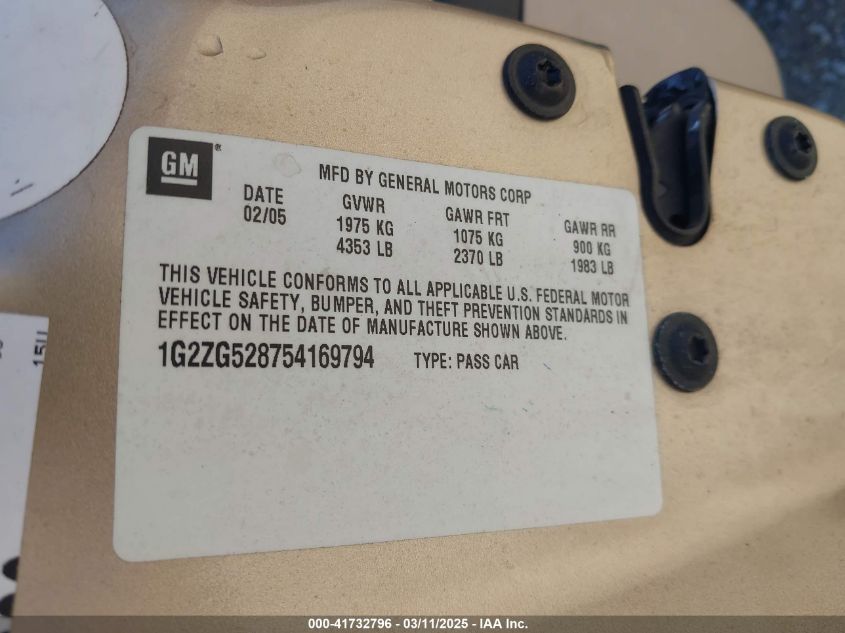 GM®
MFD BY GENERAL MOTORS CORP
DATE GVWR GAWR FRT GAWR RR
02/05 1975 KG 1075 KG 900 KG
4353 LB 2370 LB 1983 LB
THIS VEHICLE CONFORMS TO ALL APPLICABLE U.S. FEDERAL MOTOR
VEHICLE SAFETY, BUMPER, AND THEFT PREVENTION STANDARDS IN
EFFECT ON THE DATE OF MANUFACTURE SHOWN ABOVE.
1G2ZG528754169794 TYPE: PASS CAR
000-41732796 - 03/11/2025 - IAA Inc.